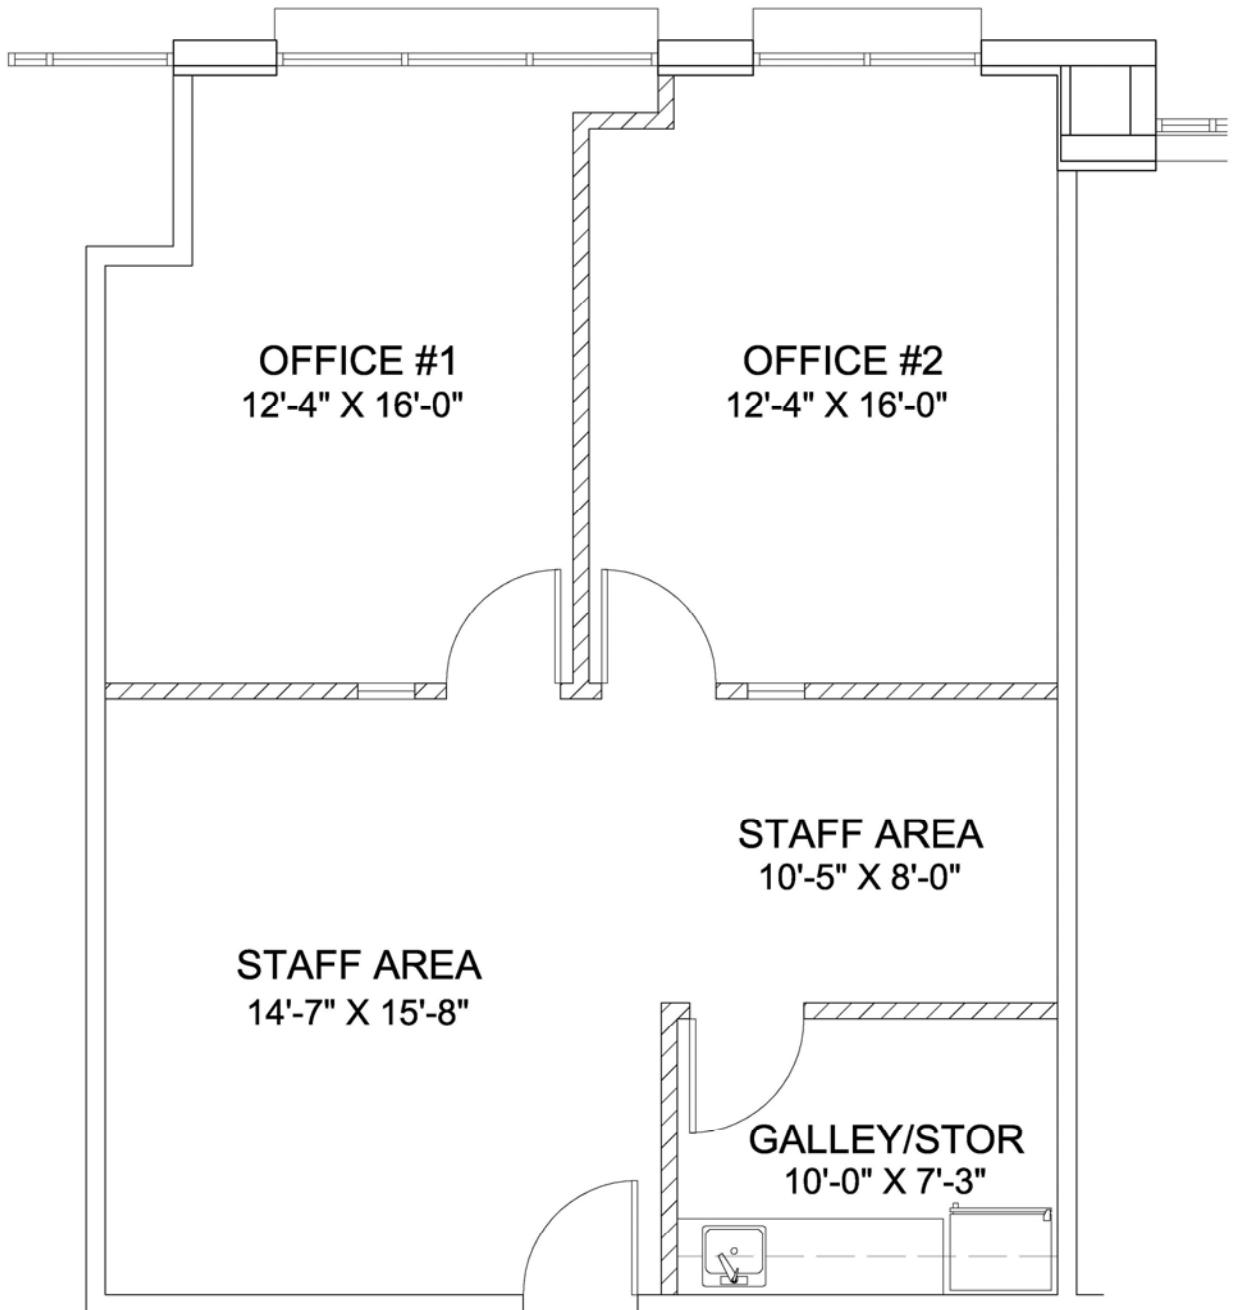 OFFICE #1
12'-4" X 16'-0"
OFFICE #2
12'-4" X 16'-0"
STAFF AREA
10'-5" X 8'-0"
STAFF AREA
14'-7" X 15'-8"
GALLEY/STOR
10'-0" X 7'-3"